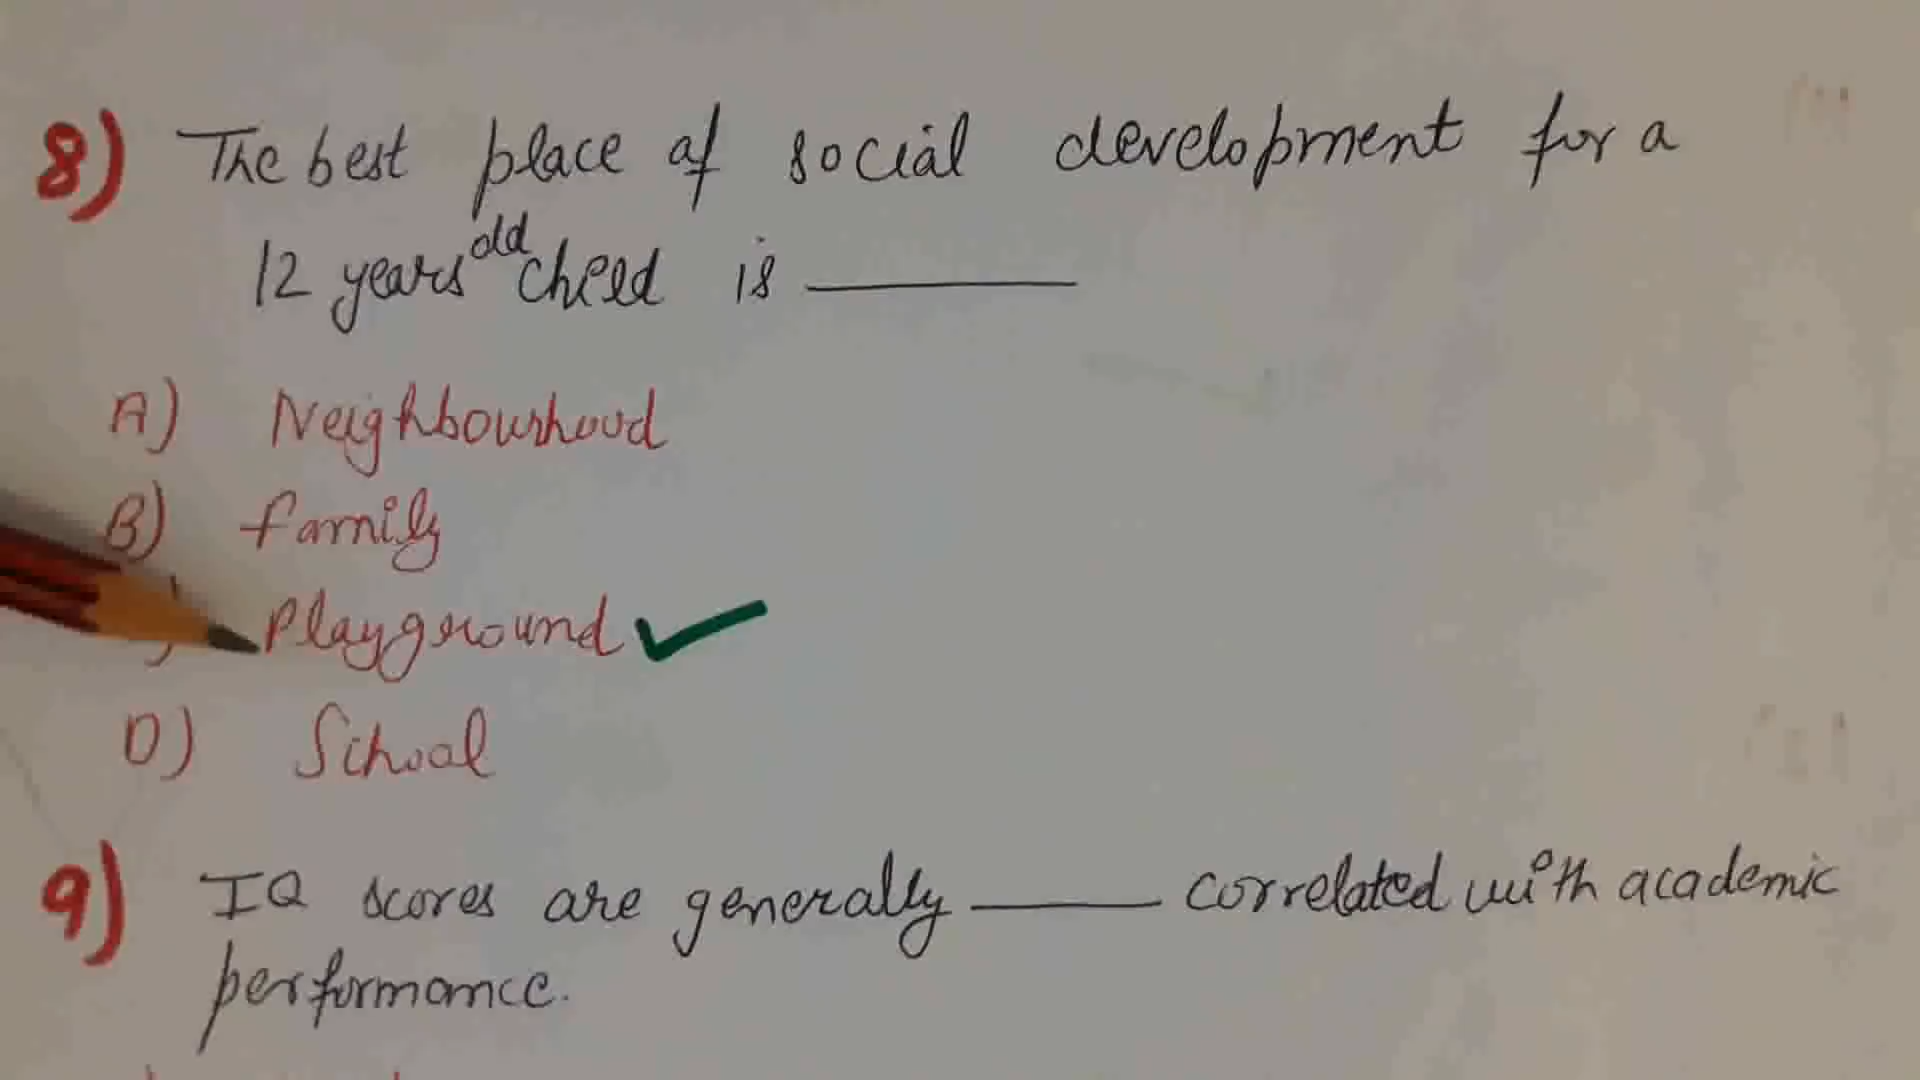 8) The best place of social development for a
12 years old child is ________
A) Neighbourhood
B) Family
Playground ✓
D) School
9) IQ scores are generally ______ correlated with academic
performance.